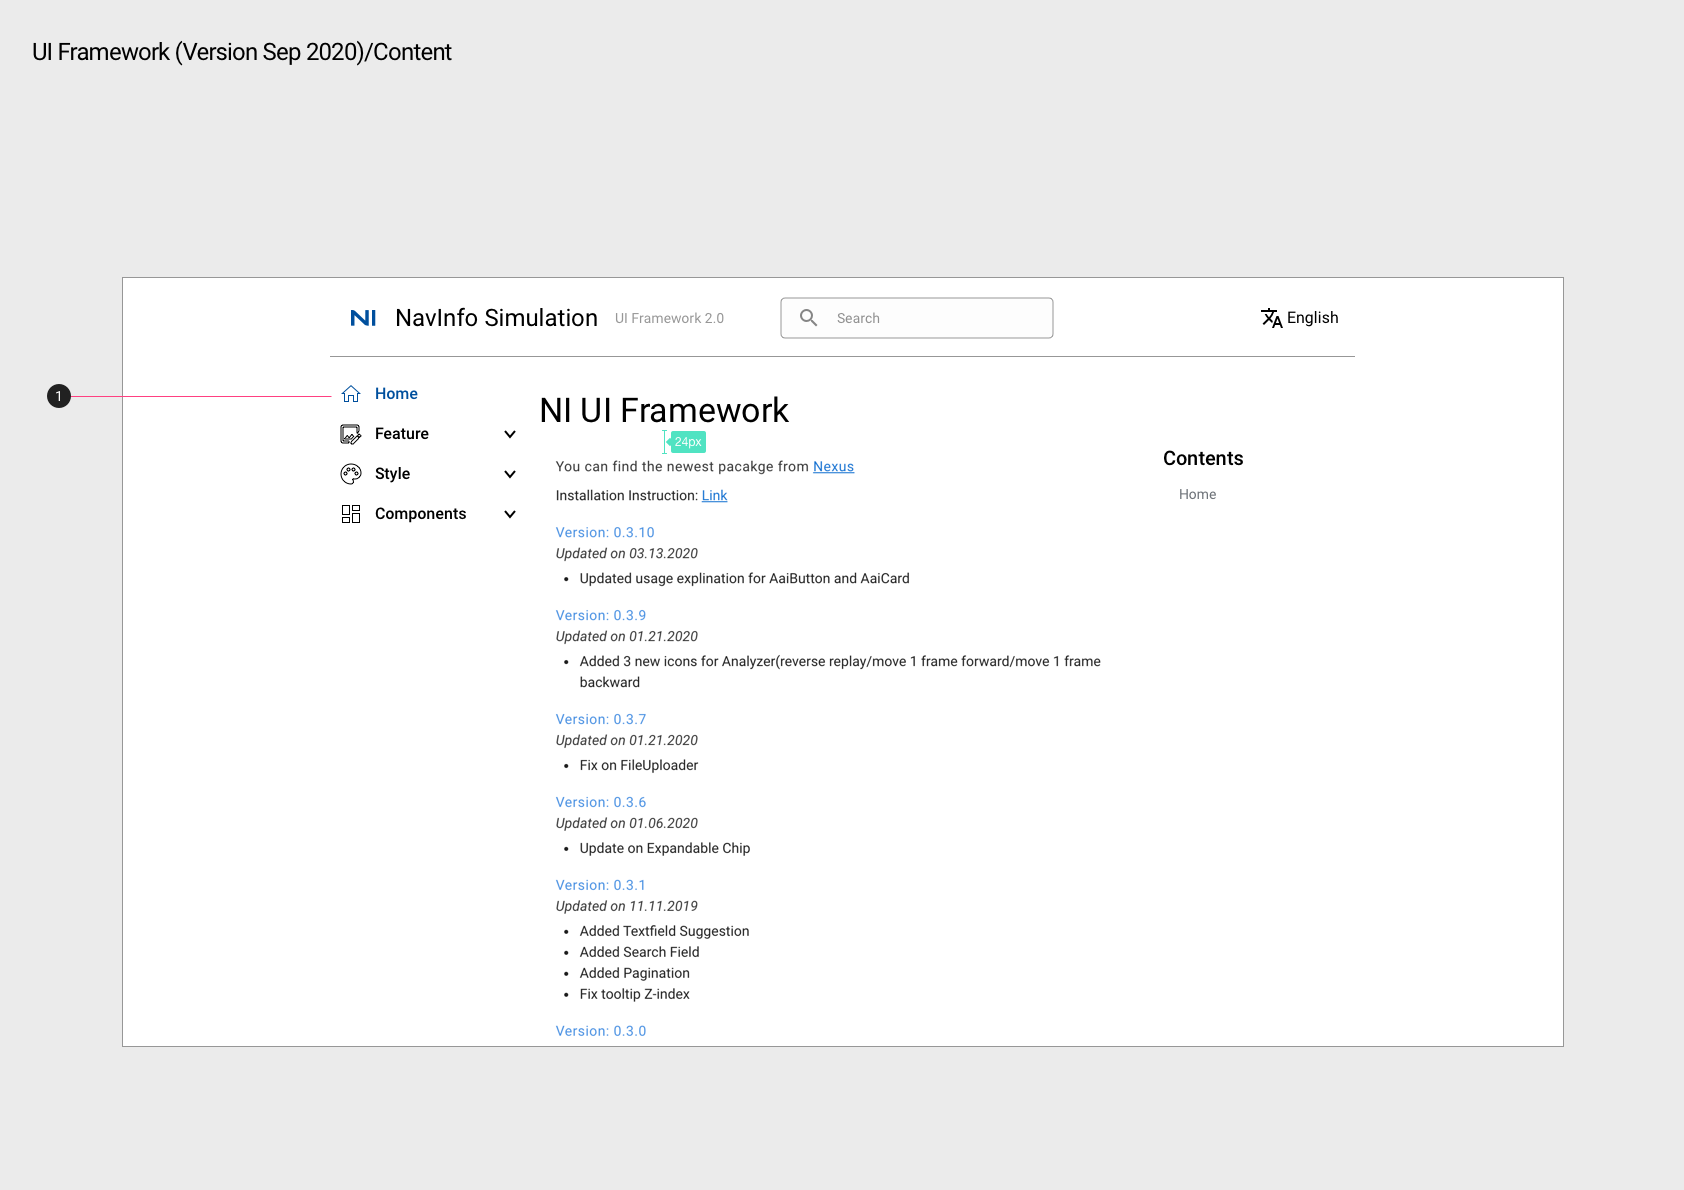 UI Framework (Version Sep 2020)/Content
NI NavInfo Simulation UI Framework 2.0 Search English
1
Home
Feature
Style
Components
NI UI Framework
24px
You can find the newest pacakge from Nexus
Installation Instruction: Link
Version: 0.3.10
Updated on 03.13.2020
• Updated usage explination for AaiButton and AaiCard
Version: 0.3.9
Updated on 01.21.2020
• Added 3 new icons for Analyzer(reverse replay/move 1 frame forward/move 1 frame
backward
Version: 0.3.7
Updated on 01.21.2020
• Fix on FileUploader
Version: 0.3.6
Updated on 01.06.2020
• Update on Expandable Chip
Version: 0.3.1
Updated on 11.11.2019
• Added Textfield Suggestion
• Added Search Field
• Added Pagination
• Fix tooltip Z-index
Version: 0.3.0
Contents
Home